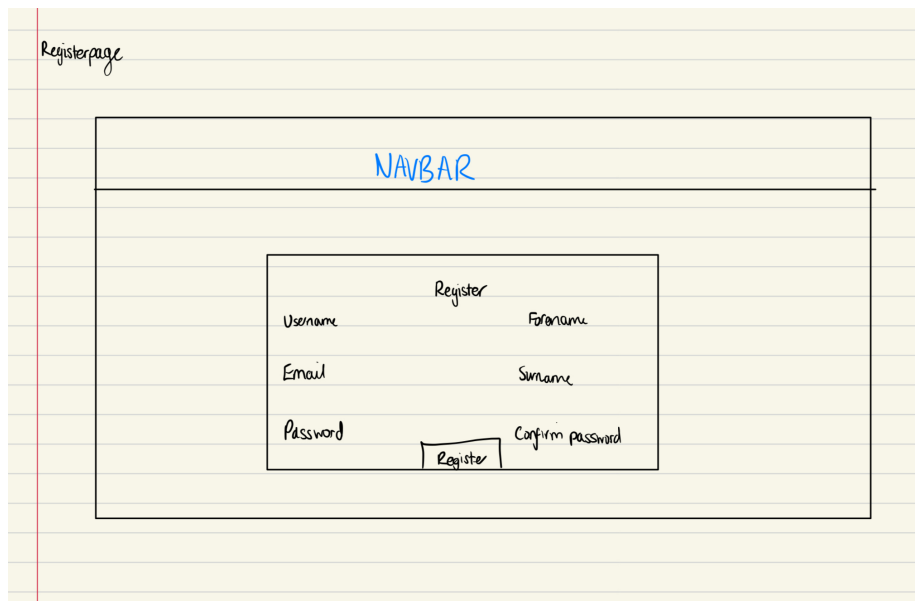 Registerpage
NAVBAR
Register
Username Forename
Email Surname
Password Confirm password
Register